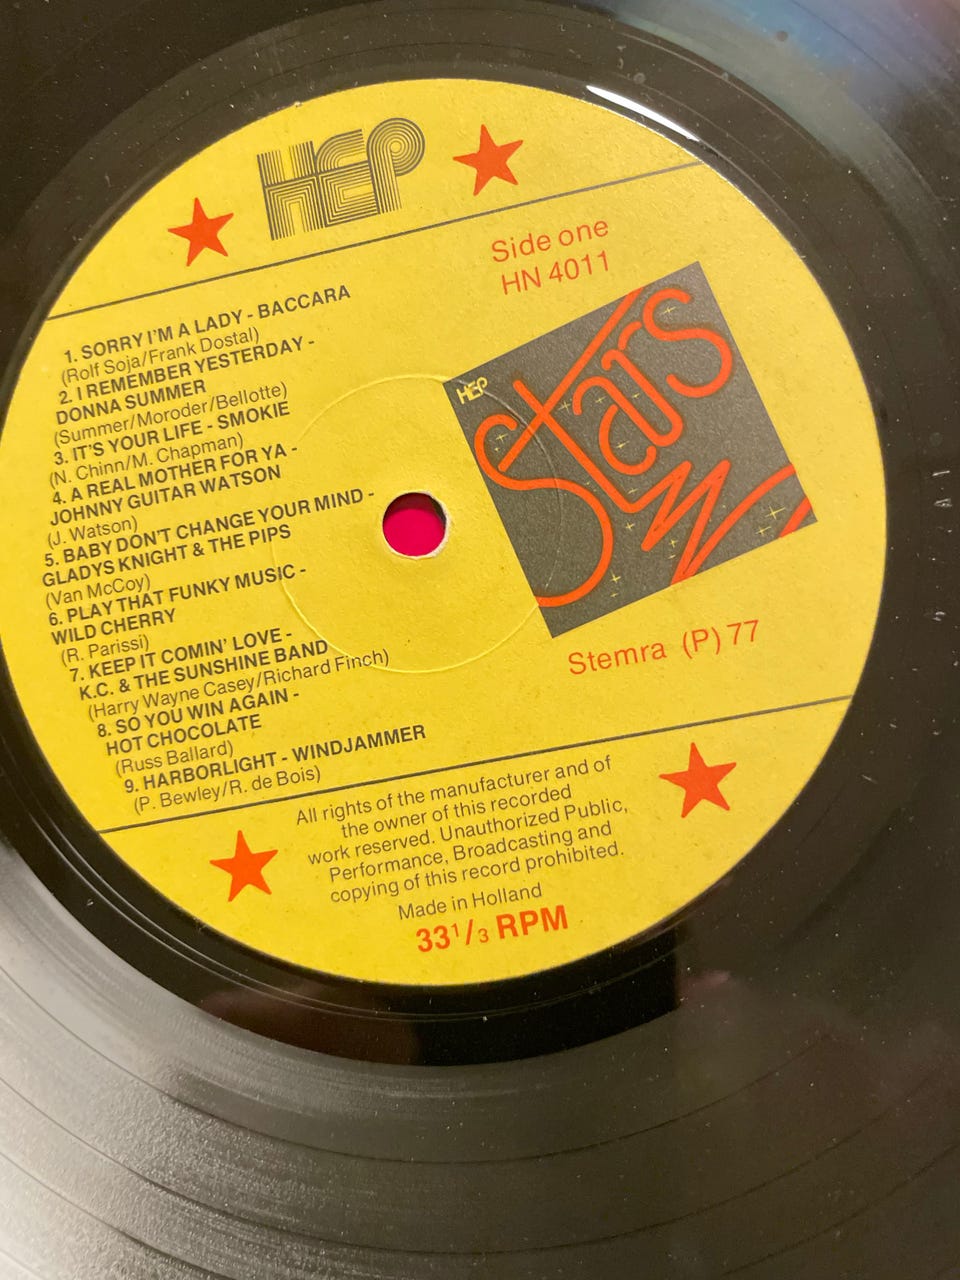 HEP
Side one
HN 4011
1. SORRY I'M A LADY - BACCARA
(Rolf Soja/Frank Dostal)
2. I REMEMBER YESTERDAY -
DONNA SUMMER
(Summer/Moroder/Bellotte)
3. IT'S YOUR LIFE - SMOKIE
(N. Chinn/M. Chapman)
4. A REAL MOTHER FOR YA -
JOHNNY GUITAR WATSON
(J. Watson)
5. BABY DON'T CHANGE YOUR MIND -
GLADYS KNIGHT & THE PIPS
(Van McCoy)
6. PLAY THAT FUNKY MUSIC -
WILD CHERRY
(R. Parissi)
7. KEEP IT COMIN' LOVE -
K.C. & THE SUNSHINE BAND
(Harry Wayne Casey/Richard Finch)
8. SO YOU WIN AGAIN -
HOT CHOCOLATE
(Russ Ballard)
9. HARBORLIGHT - WINDJAMMER
(P. Bewley/R. de Bois)
HEP
Stars
Stemra (P) 77
All rights of the manufacturer and of
the owner of this recorded
work reserved. Unauthorized Public,
Performance, Broadcasting and
copying of this record prohibited.
Made in Holland
33 1/3 RPM